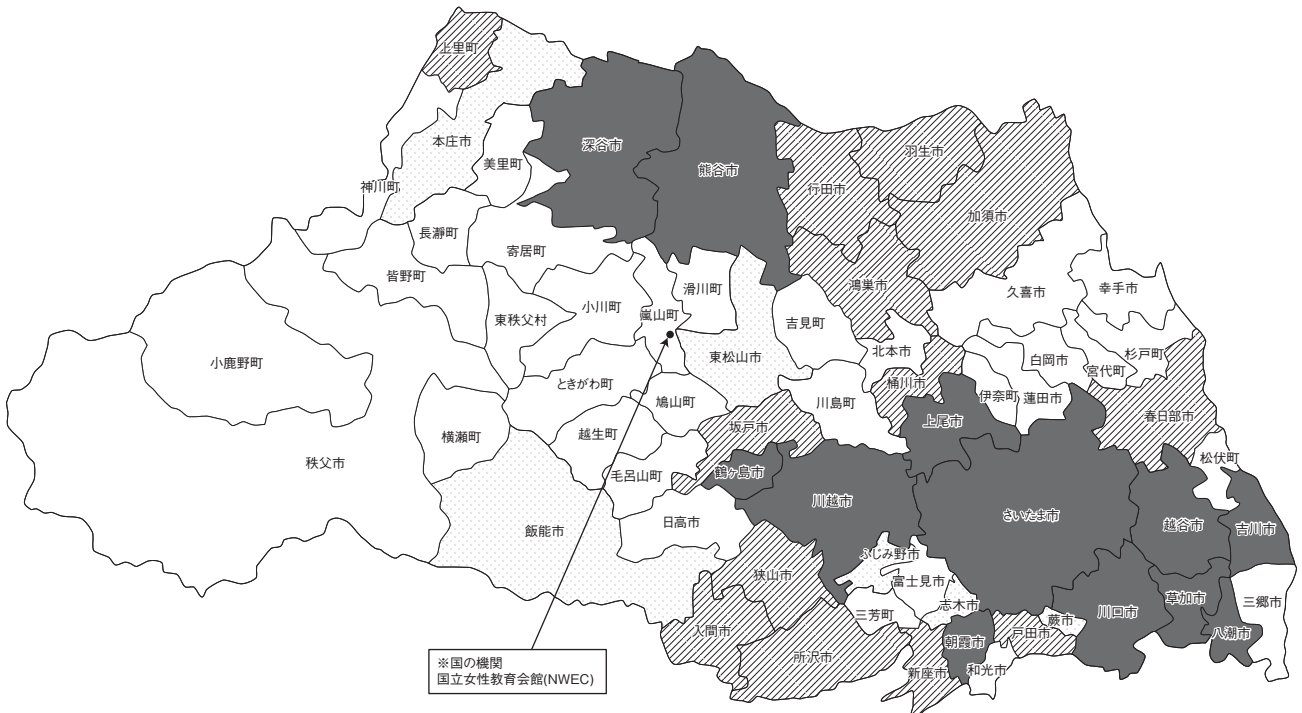 上里町
本庄市
美里町
神川町
深谷市
熊谷市
行田市
羽生市
加須市
長瀞町
皆野町
寄居町
東秩父村
小川町
嵐山町
滑川町
東松山市
吉見町
鴻巣市
久喜市
幸手市
小鹿野町
ときがわ町
鳩山町
川島町
北本市
桶川市
伊奈町
白岡市
蓮田市
宮代町
杉戸町
春日部市
上尾市
横瀬町
越生町
坂戸市
松伏町
秩父市
毛呂山町
鶴ヶ島市
川越市
さいたま市
越谷市
吉川市
飯能市
日高市
ふじみ野市
富士見市
狭山市
三芳町
志木市
入間市
所沢市
新座市
朝霞市
和光市
戸田市
蕨市
川口市
草加市
八潮市
三郷市
※国の機関
国立女性教育会館(NWEC)